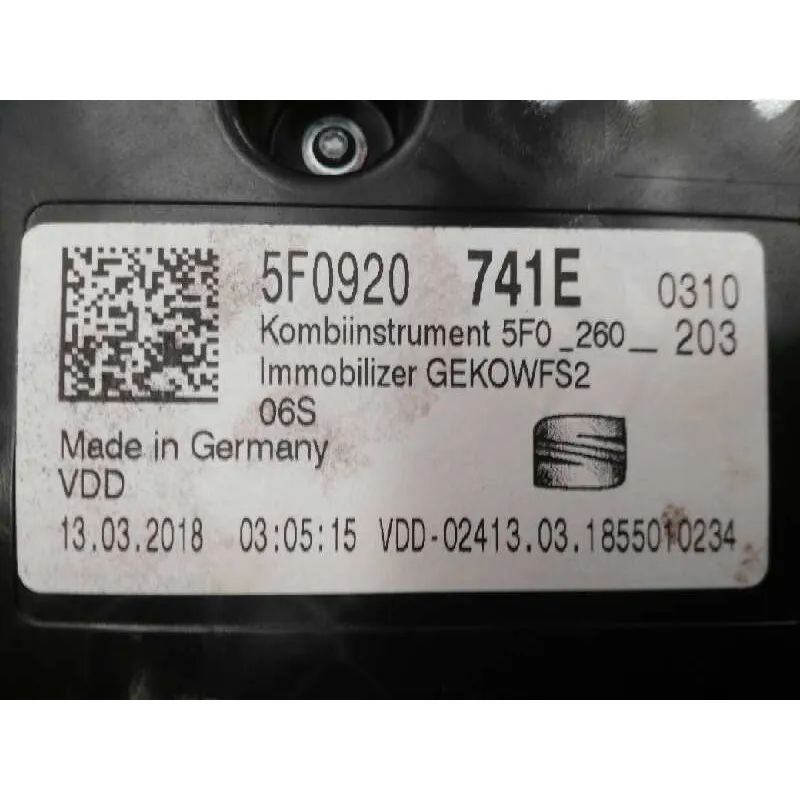 5F0920 741E 0310
Kombiinstrument 5F0_260__ 203
Immobilizer GEKOWFS2
06S
Made in Germany
VDD
13.03.2018 03:05:15 VDD-02413.03.1855010234